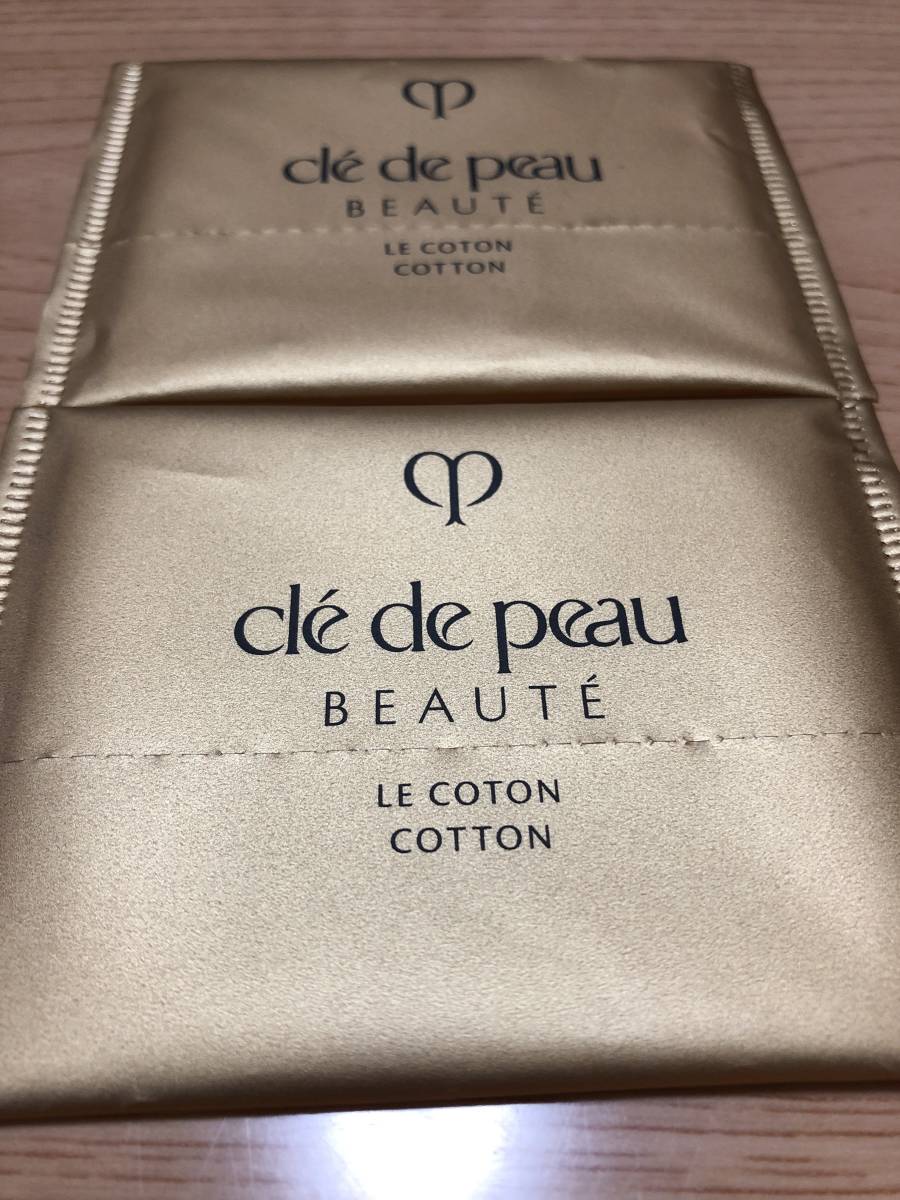 clé de peau
BEAUTÉ
LE COTON
COTTON
clé de peau
BEAUTÉ
LE COTON
COTTON